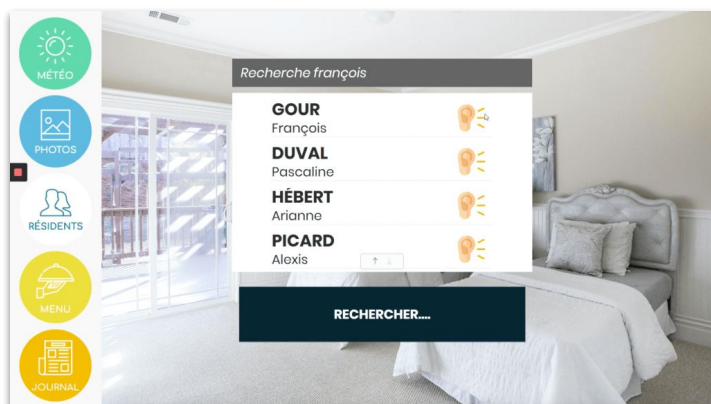 MÉTÉO
PHOTOS
RÉSIDENTS
MENU
JOURNAL
Recherche françois
GOUR
François
DUVAL
Pascaline
HÉBERT
Arianne
PICARD
Alexis
RECHERCHER....